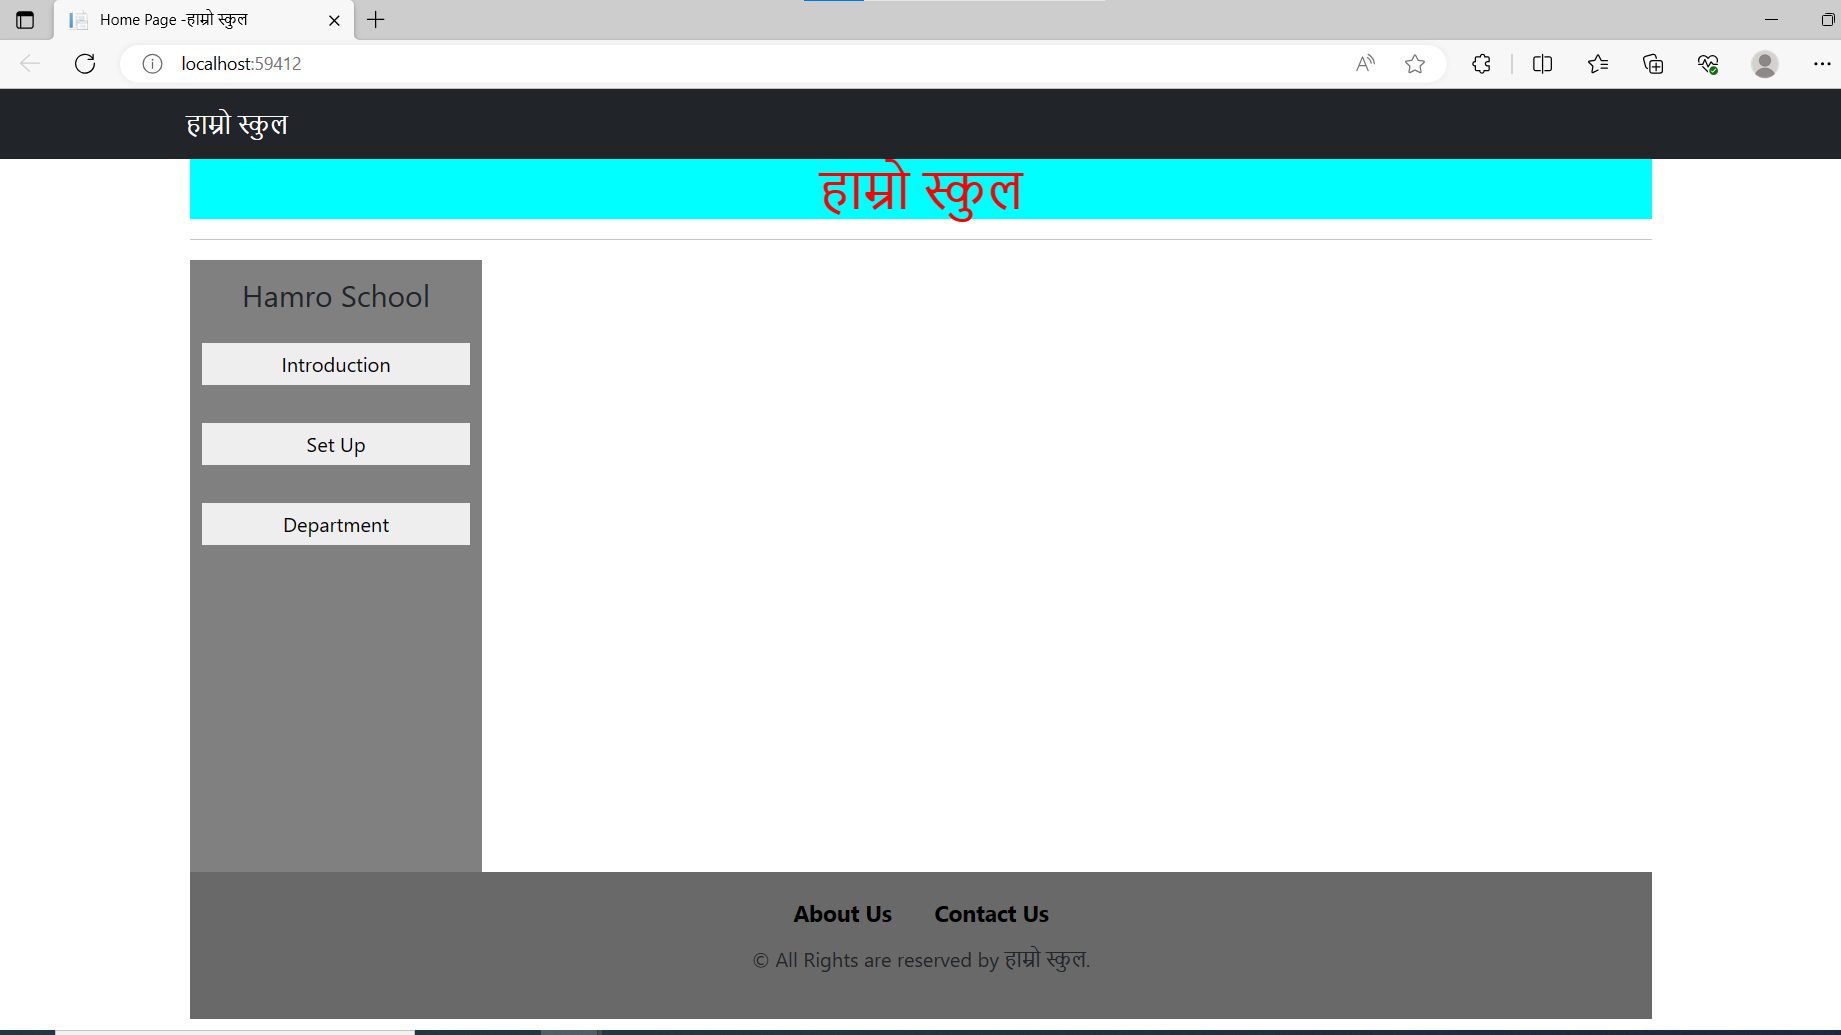 Home Page -हाम्रो स्कुल
localhost:59412
हाम्रो स्कुल
हाम्रो स्कुल
Hamro School
Introduction
Set Up
Department
About Us Contact Us
© All Rights are reserved by हाम्रो स्कुल.